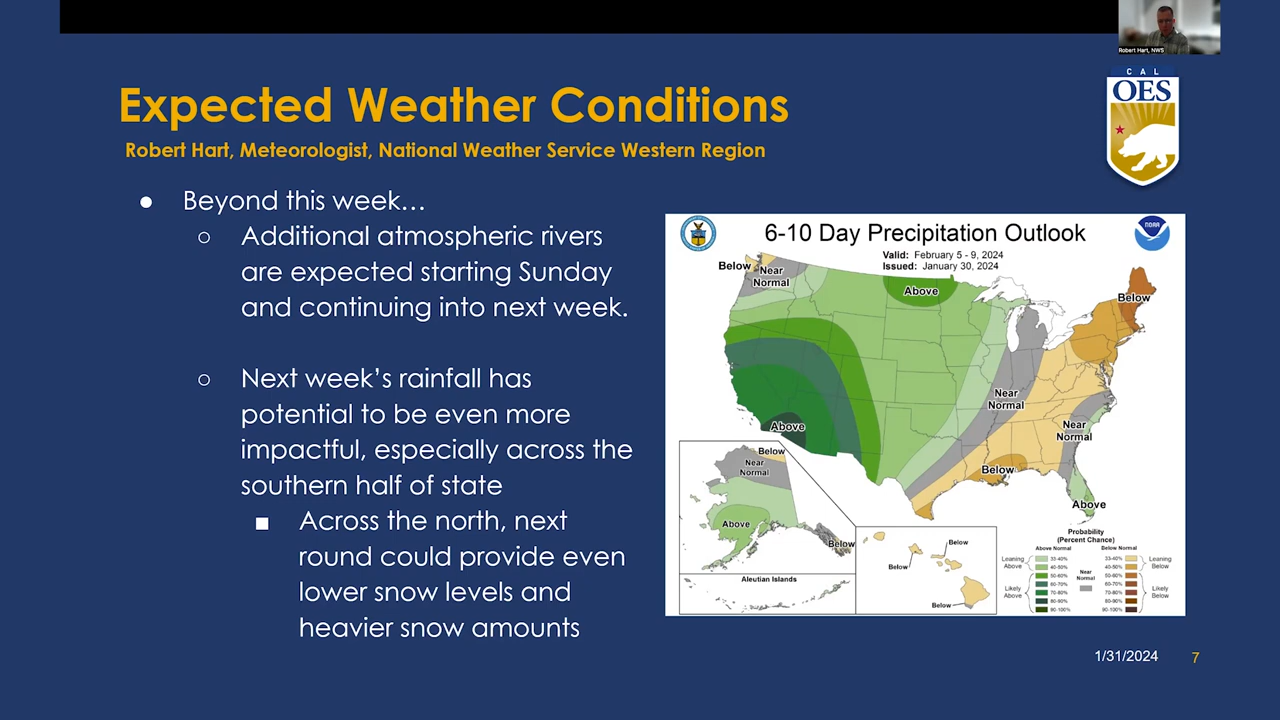 Robert Hart, NWS
CAL
OES
Expected Weather Conditions
Robert Hart, Meteorologist, National Weather Service Western Region
● Beyond this week…
○ Additional atmospheric rivers
are expected starting Sunday
and continuing into next week.
○ Next week’s rainfall has
potential to be even more
impactful, especially across the
southern half of state
■ Across the north, next
round could provide even
lower snow levels and
heavier snow amounts
6-10 Day Precipitation Outlook
Valid: February 5 - 9, 2024
Issued: January 30, 2024
NOAA
Below
Near
Normal
Above
Below
Near
Normal
Near
Normal
Above
Below
Above
Below
Near
Normal
Above
Below
Aleutian Islands
Below
Below
Below
Probability
(Percent Chance)
Above Normal
Below Normal
Leaning
Above
Likely
Above
33-40%
40-50%
50-60%
60-70%
70-80%
80-90%
90-100%
Near
Normal
33-40%
40-50%
50-60%
60-70%
70-80%
80-90%
90-100%
Leaning
Below
Likely
Below
1/31/2024
7